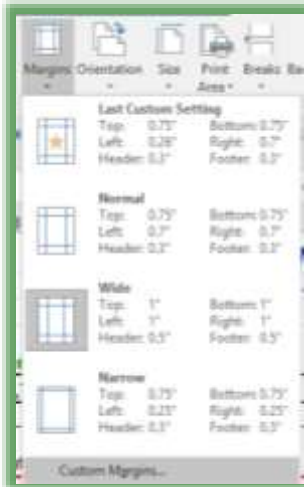 Margins Orientation Size Print Area Breaks
Last Custom Setting
Top: 0.75" Bottom: 0.75"
Left: 0.28" Right: 0.7"
Header: 0.3" Footer: 0.3"
Normal
Top: 0.75" Bottom: 0.75"
Left: 0.7" Right: 0.7"
Header: 0.3" Footer: 0.3"
Wide
Top: 1" Bottom: 1"
Left: 1" Right: 1"
Header: 0.5" Footer: 0.5"
Narrow
Top: 0.75" Bottom: 0.75"
Left: 0.25" Right: 0.25"
Header: 0.3" Footer: 0.3"
Custom Margins...